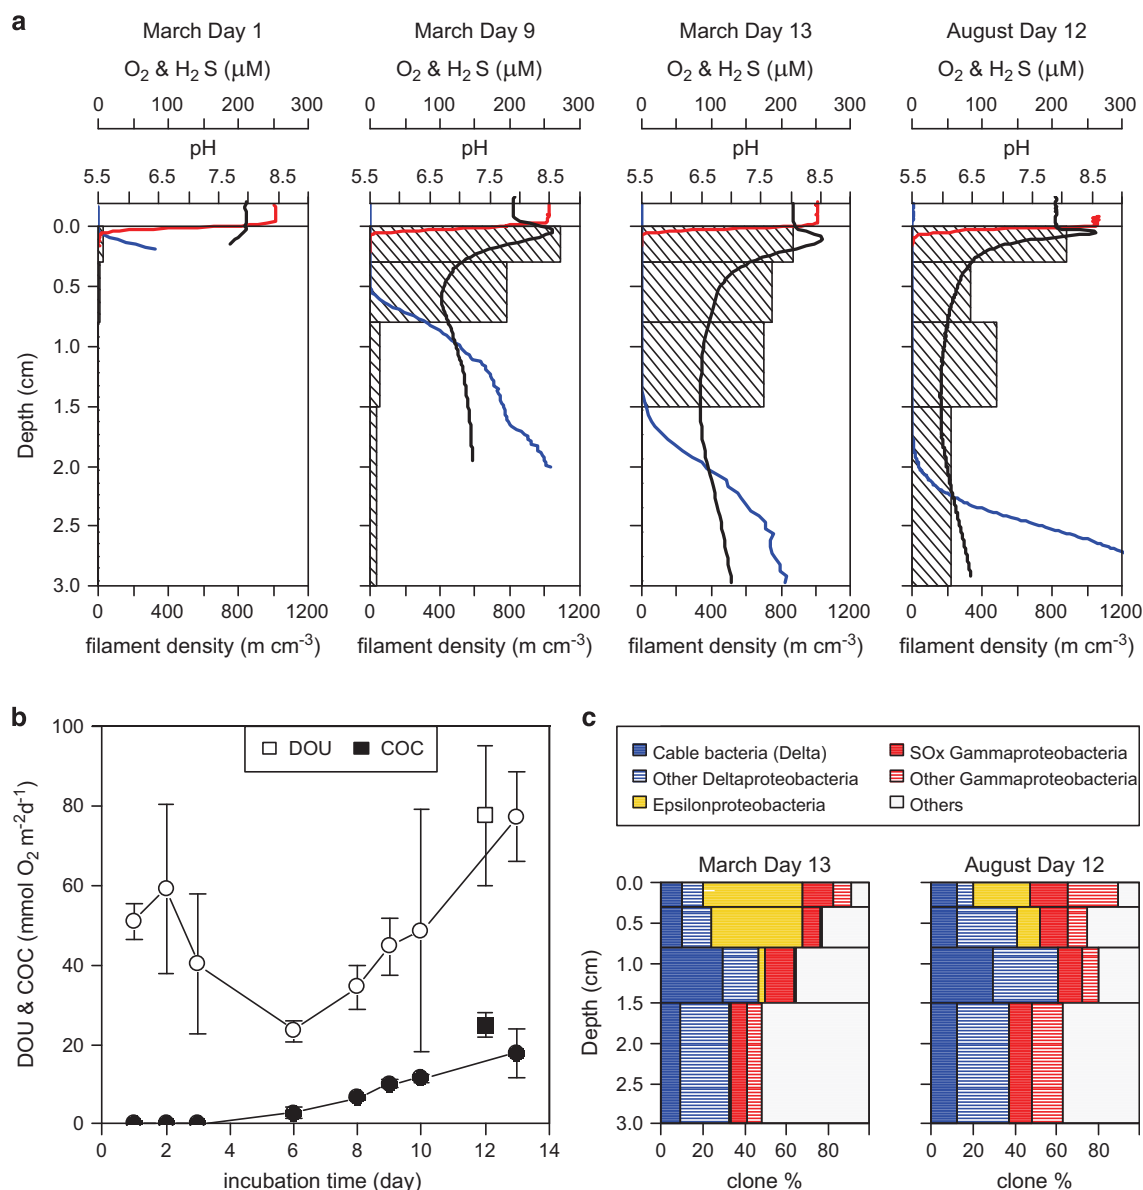 a
March Day 1
March Day 9
March Day 13
August Day 12
O2 & H2 S (μM)
O2 & H2 S (μM)
O2 & H2 S (μM)
O2 & H2 S (μM)
0 100 200 300
0 100 200 300
0 100 200 300
0 100 200 300
pH
pH
pH
pH
5.5 6.5 7.5 8.5
5.5 6.5 7.5 8.5
5.5 6.5 7.5 8.5
5.5 6.5 7.5 8.5
0.0
0.5
1.0
1.5
2.0
2.5
3.0
Depth (cm)
0 400 800 1200
0 400 800 1200
0 400 800 1200
0 400 800 1200
filament density (m cm-3)
filament density (m cm-3)
filament density (m cm-3)
filament density (m cm-3)
b
DOU COC
100
80
60
40
20
0
DOU & COC (mmol O2 m-2d-1)
0 2 4 6 8 10 12 14
incubation time (day)
c
Cable bacteria (Delta)
Other Deltaproteobacteria
Epsilonproteobacteria
SOx Gammaproteobacteria
Other Gammaproteobacteria
Others
March Day 13
August Day 12
0.0
0.5
1.0
1.5
2.0
2.5
3.0
Depth (cm)
0 20 40 60 80
0 20 40 60 80
clone %
clone %